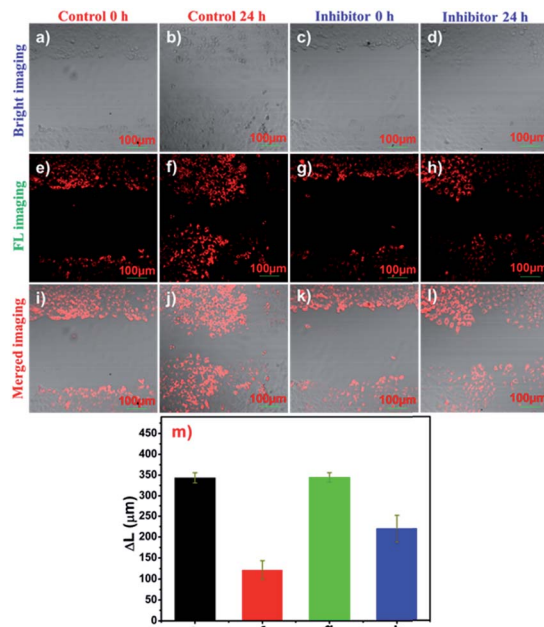 Control 0 h Control 24 h Inhibitor 0 h Inhibitor 24 h
Bright imaging
a) b) c) d)
100μm 100μm 100μm 100μm
FL imaging
e) f) g) h)
100μm 100μm 100μm 100μm
Merged imaging
i) j) k) l)
100μm 100μm 100μm 100μm
m)
ΔL (μm)
450
400
350
300
250
200
150
100
50
0